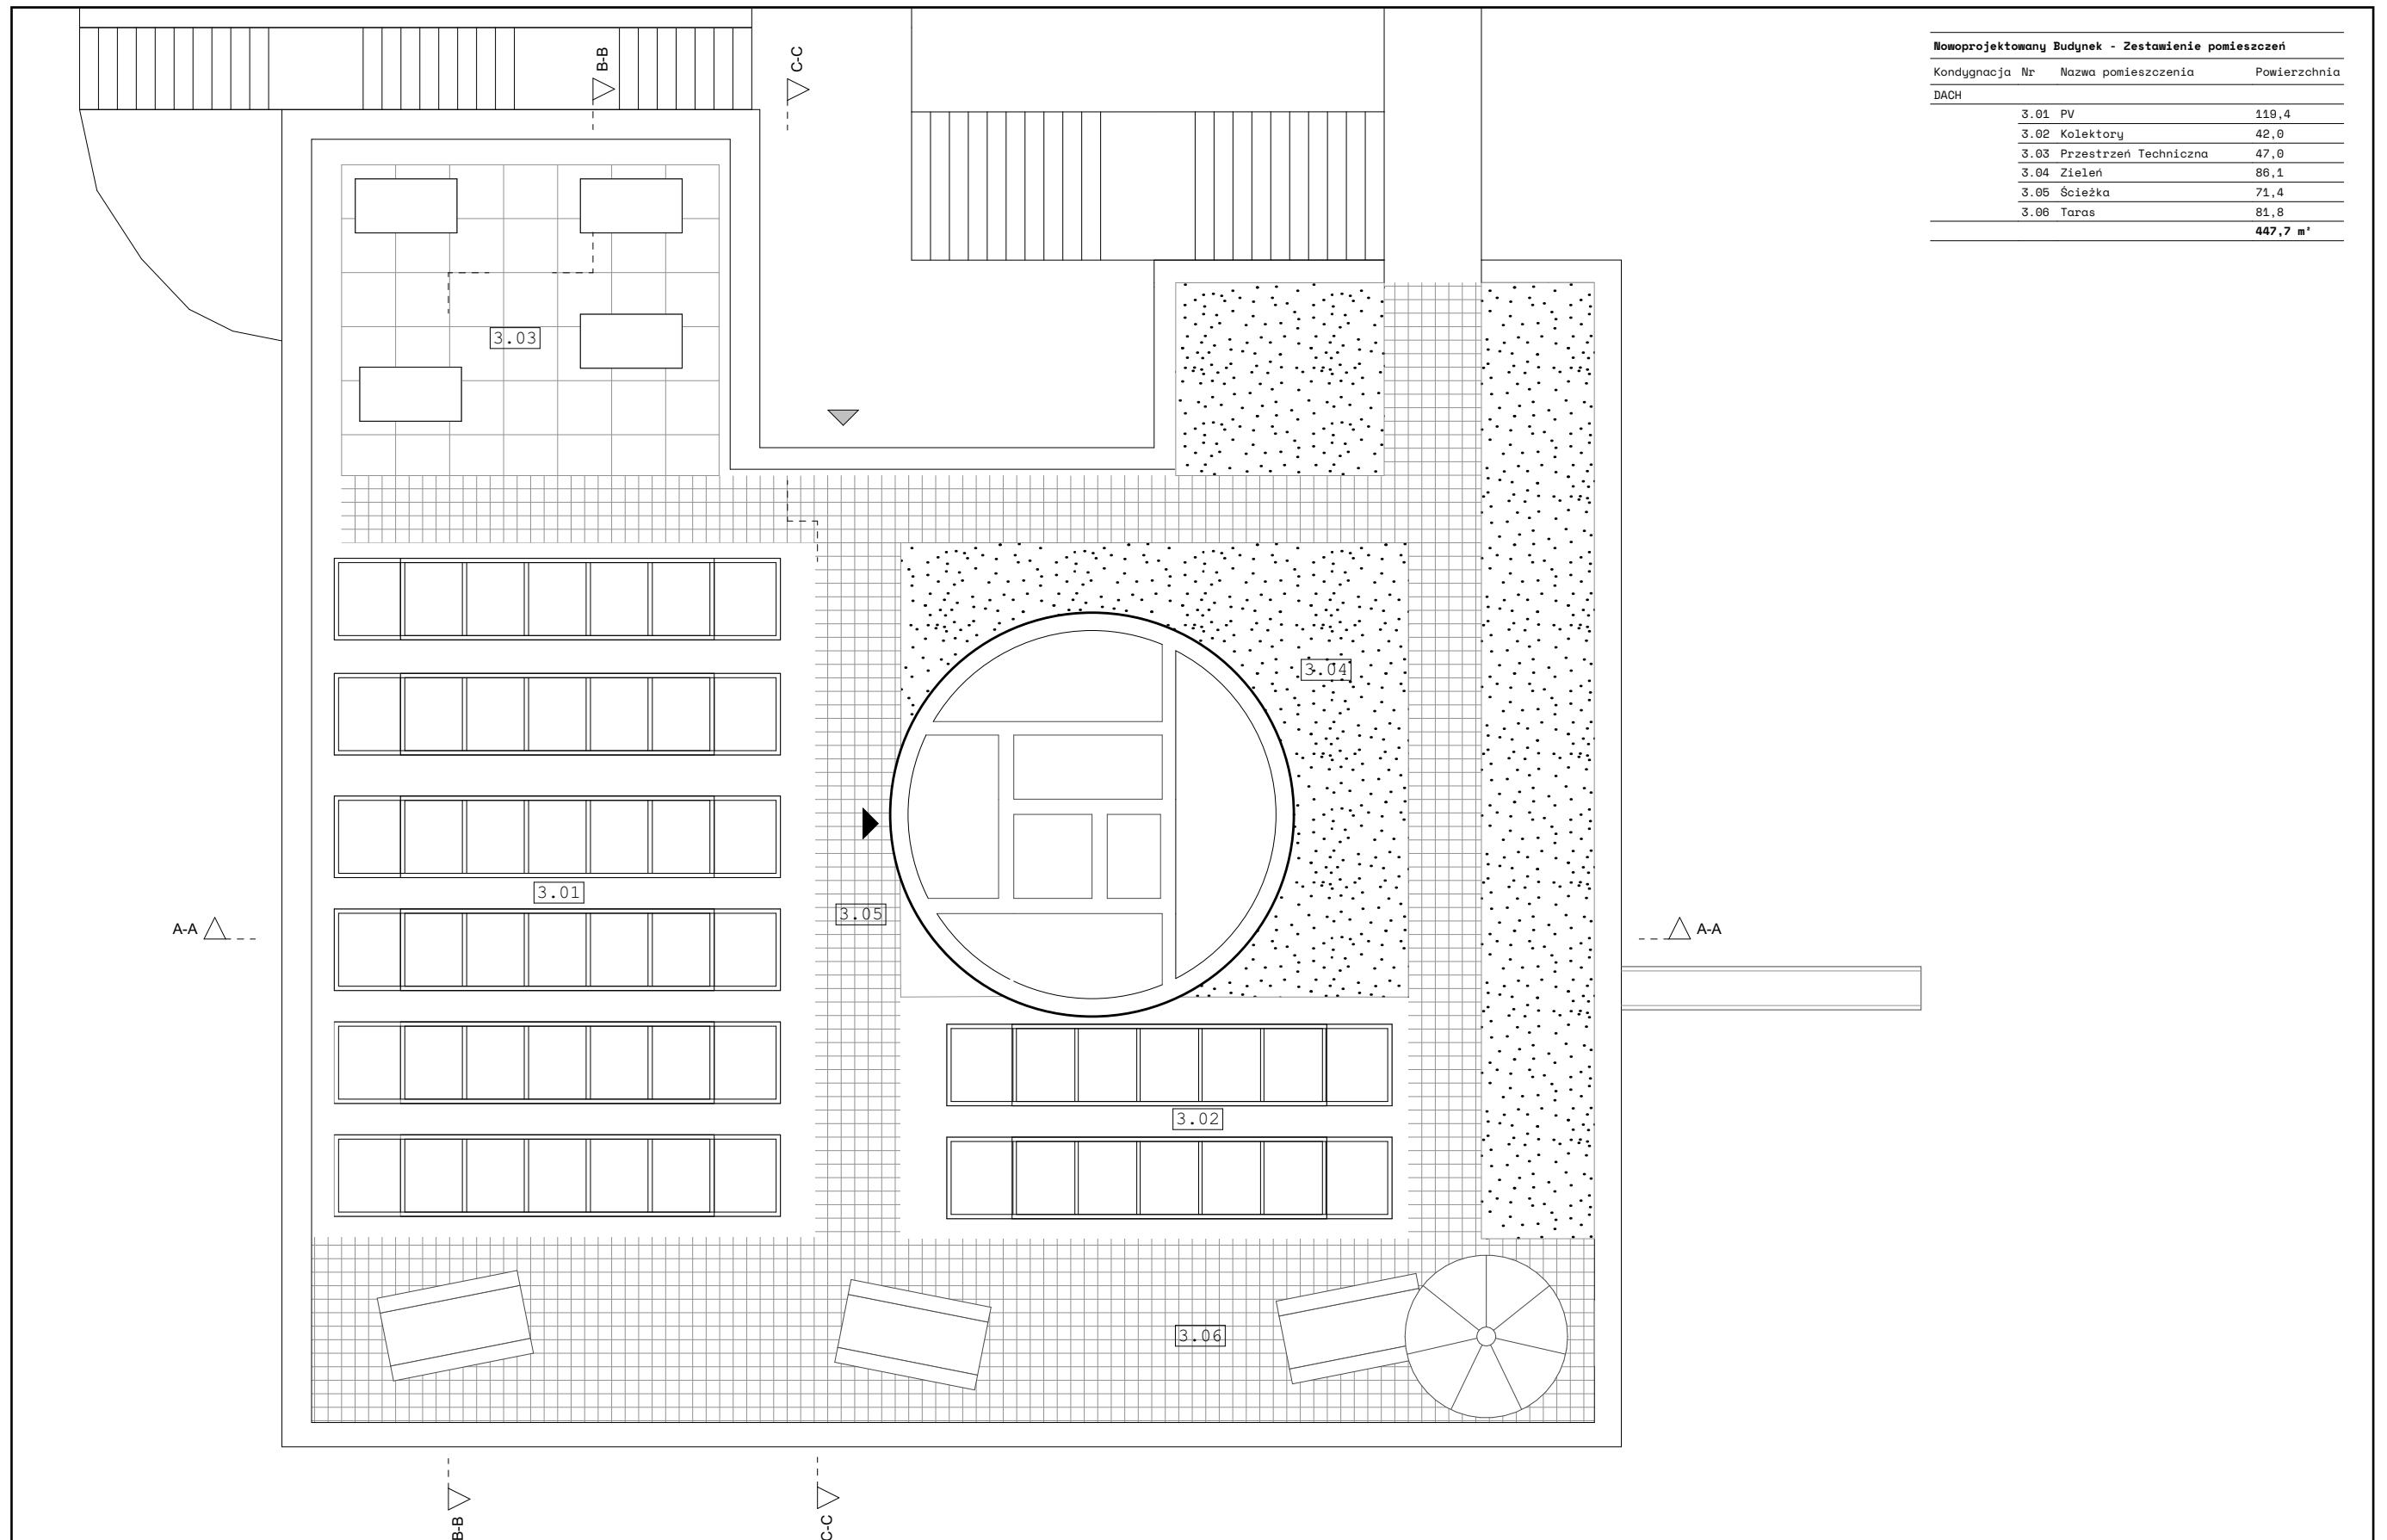 B-B
C-C
Nowoprojektowany Budynek - Zestawienie pomieszczeń
Kondygnacja Nr Nazwa pomieszczenia Powierzchnia
DACH
3.01 PV 119,4
3.02 Kolektory 42,0
3.03 Przestrzeń Techniczna 47,0
3.04 Zieleń 86,1
3.05 Ścieżka 71,4
3.06 Taras 81,8
447,7 m²
3.03
3.04
3.01
3.05
A-A
A-A
3.02
3.06
B-B
C-C